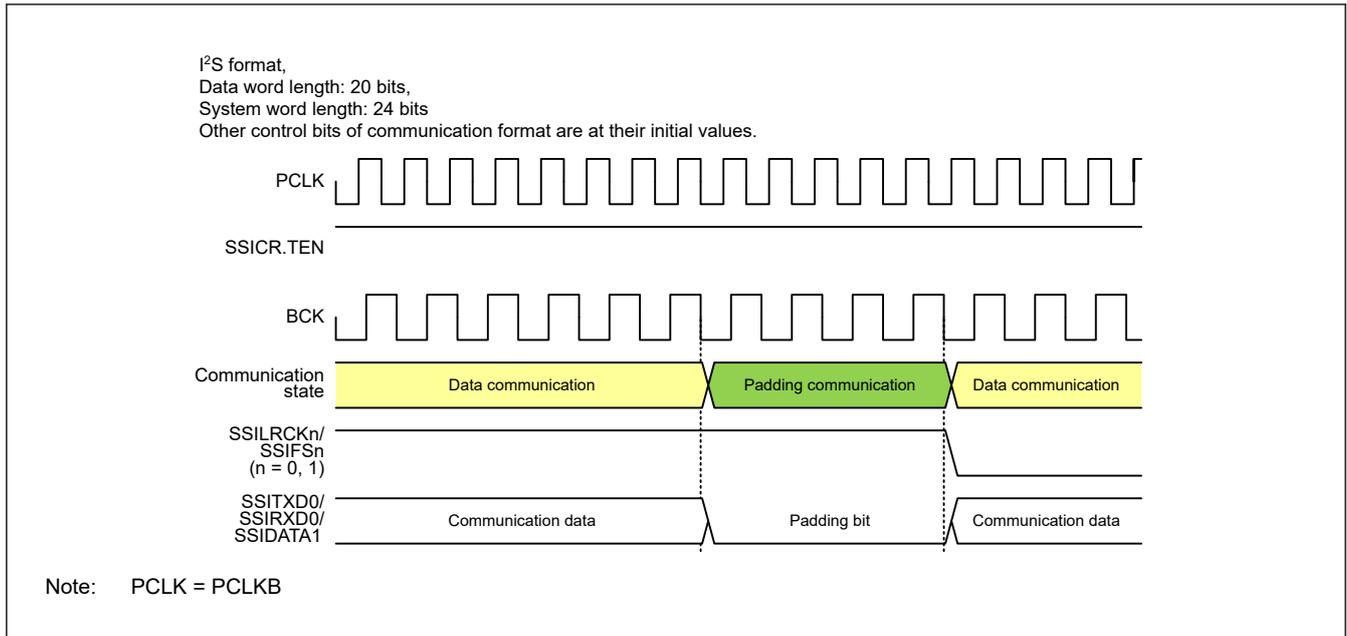 I²S format,
Data word length: 20 bits,
System word length: 24 bits
Other control bits of communication format are at their initial values.
PCLK
SSICR.TEN
BCK
Communication
state
Data communication
Padding communication
Data communication
SSILRCKn/
SSIFSn
(n = 0, 1)
SSITXD0/
SSIRXD0/
SSIDATA1
Communication data
Padding bit
Communication data
Note: PCLK = PCLKB